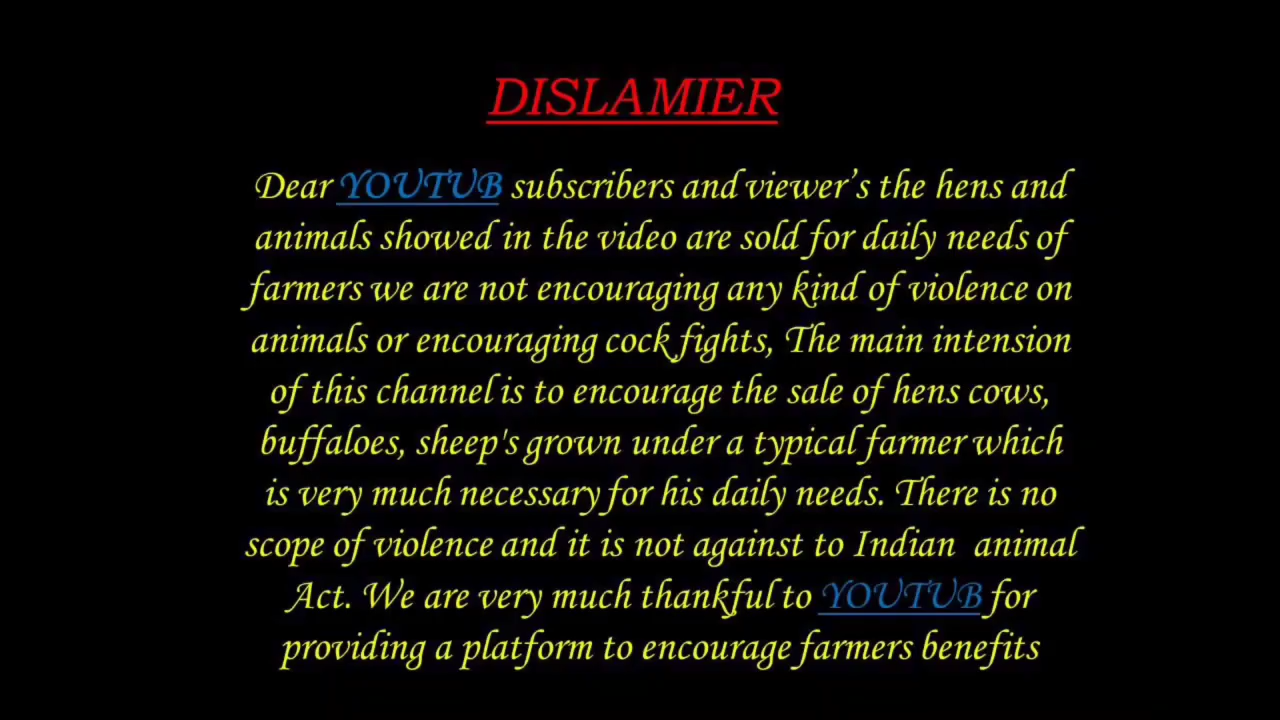 DISLAMIER
Dear YOUTUB subscribers and viewer’s the hens and
animals showed in the video are sold for daily needs of
farmers we are not encouraging any kind of violence on
animals or encouraging cock fights, The main intension
of this channel is to encourage the sale of hens cows,
buffaloes, sheep's grown under a typical farmer which
is very much necessary for his daily needs. There is no
scope of violence and it is not against to Indian  animal
Act. We are very much thankful to YOUTUB for
providing a platform to encourage farmers benefits